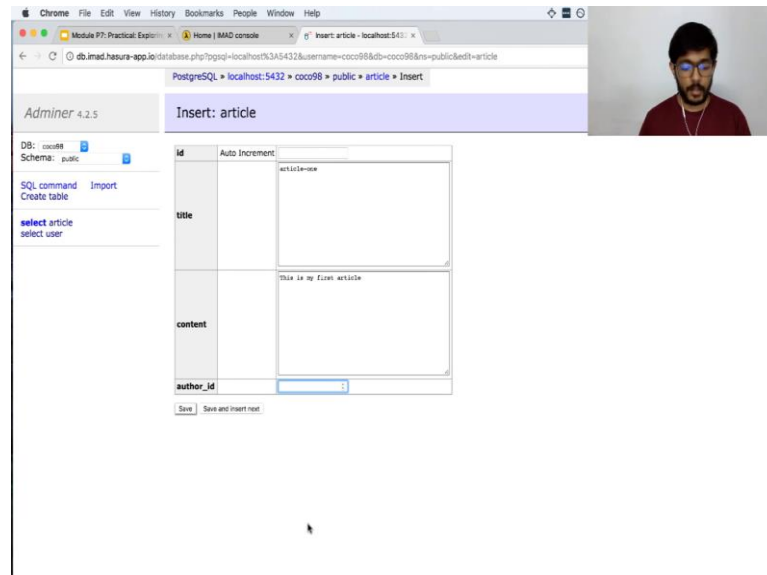 Chrome File Edit View History Bookmarks People Window Help
Module P7: Practical: Explorin × Home | IMAD console × Insert: article - localhost:543 ×
db.imad.hasura-app.io/database.php?pgsql=localhost%3A5432&username=coco98&db=coco98&ns=public&edit=article
PostgreSQL » localhost:5432 » coco98 » public » article » Insert
Adminer 4.2.5
Insert: article
DB: coco98
Schema: public
SQL command Import
Create table
select article
select user
id Auto Increment
title article-one
content This is my first article
author_id
Save Save and insert next